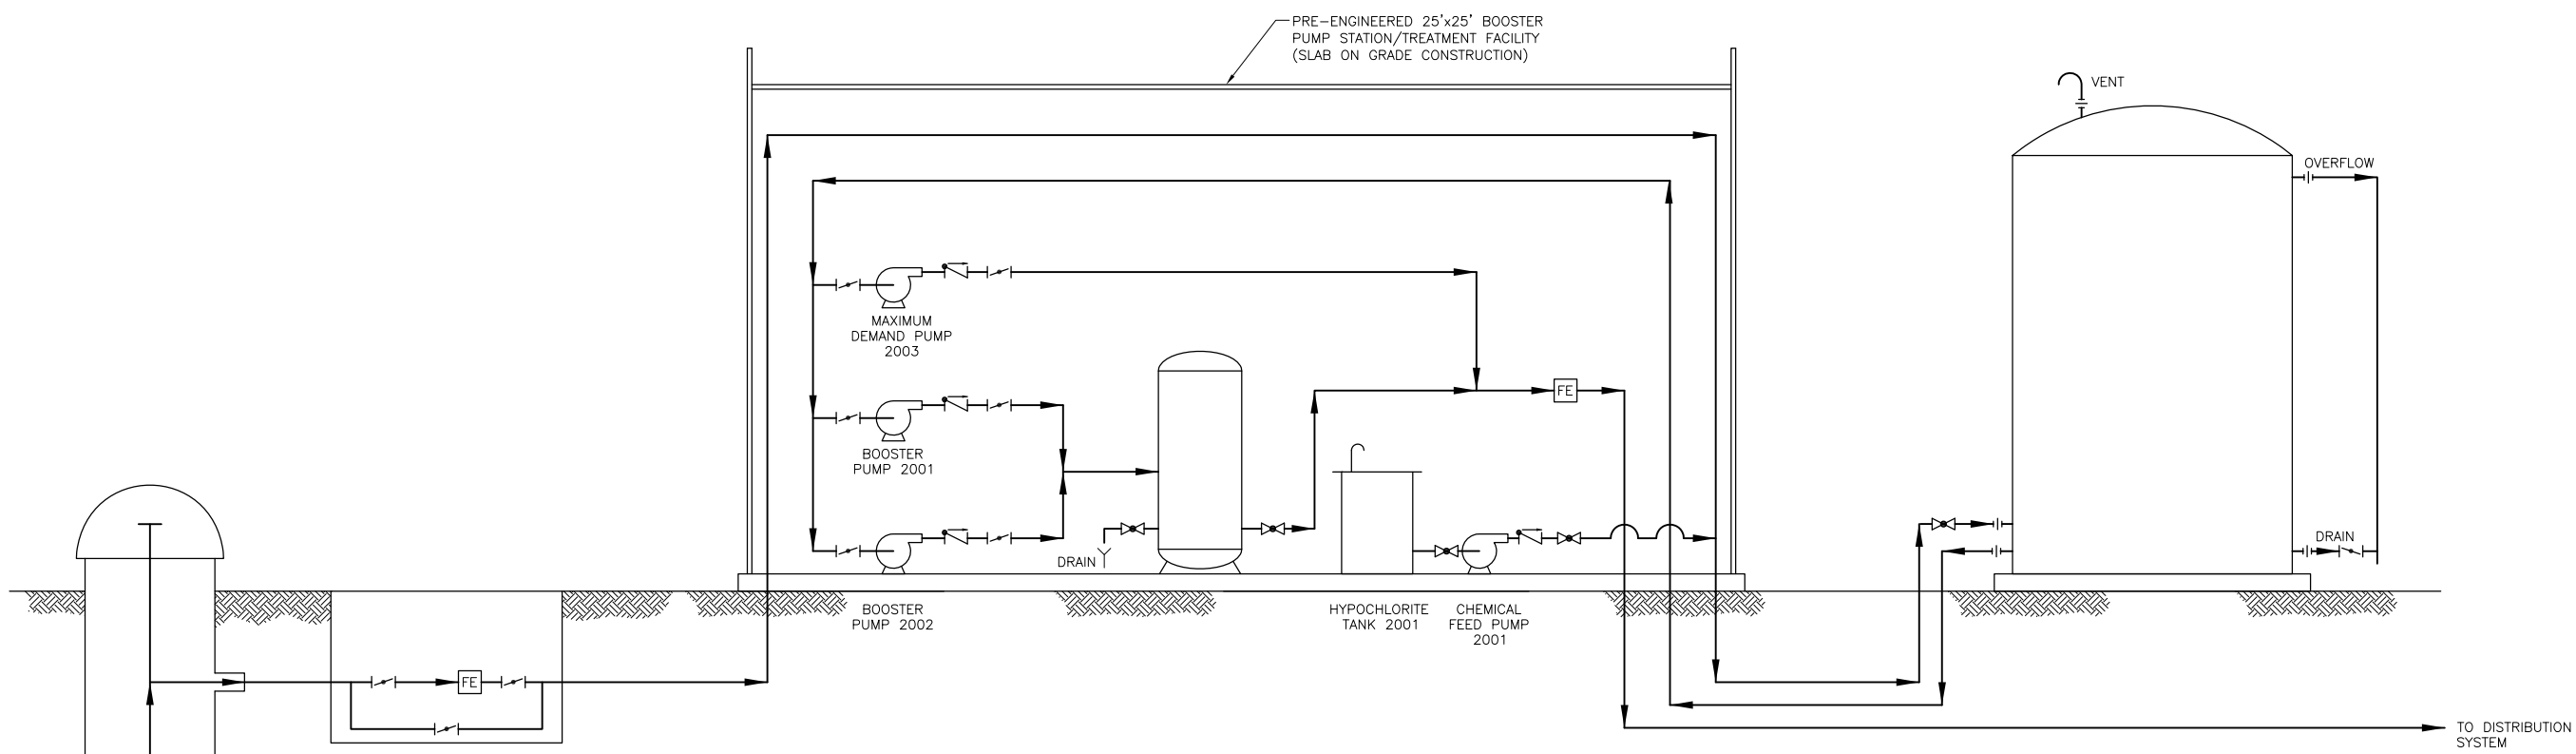 PRE-ENGINEERED 25'x25' BOOSTER
PUMP STATION/TREATMENT FACILITY
(SLAB ON GRADE CONSTRUCTION)
VENT
OVERFLOW
MAXIMUM
DEMAND PUMP
2003
FE
BOOSTER
PUMP 2001
DRAIN
DRAIN
BOOSTER
PUMP 2002
HYPOCHLORITE
TANK 2001
CHEMICAL
FEED PUMP
2001
FE
TO DISTRIBUTION
SYSTEM